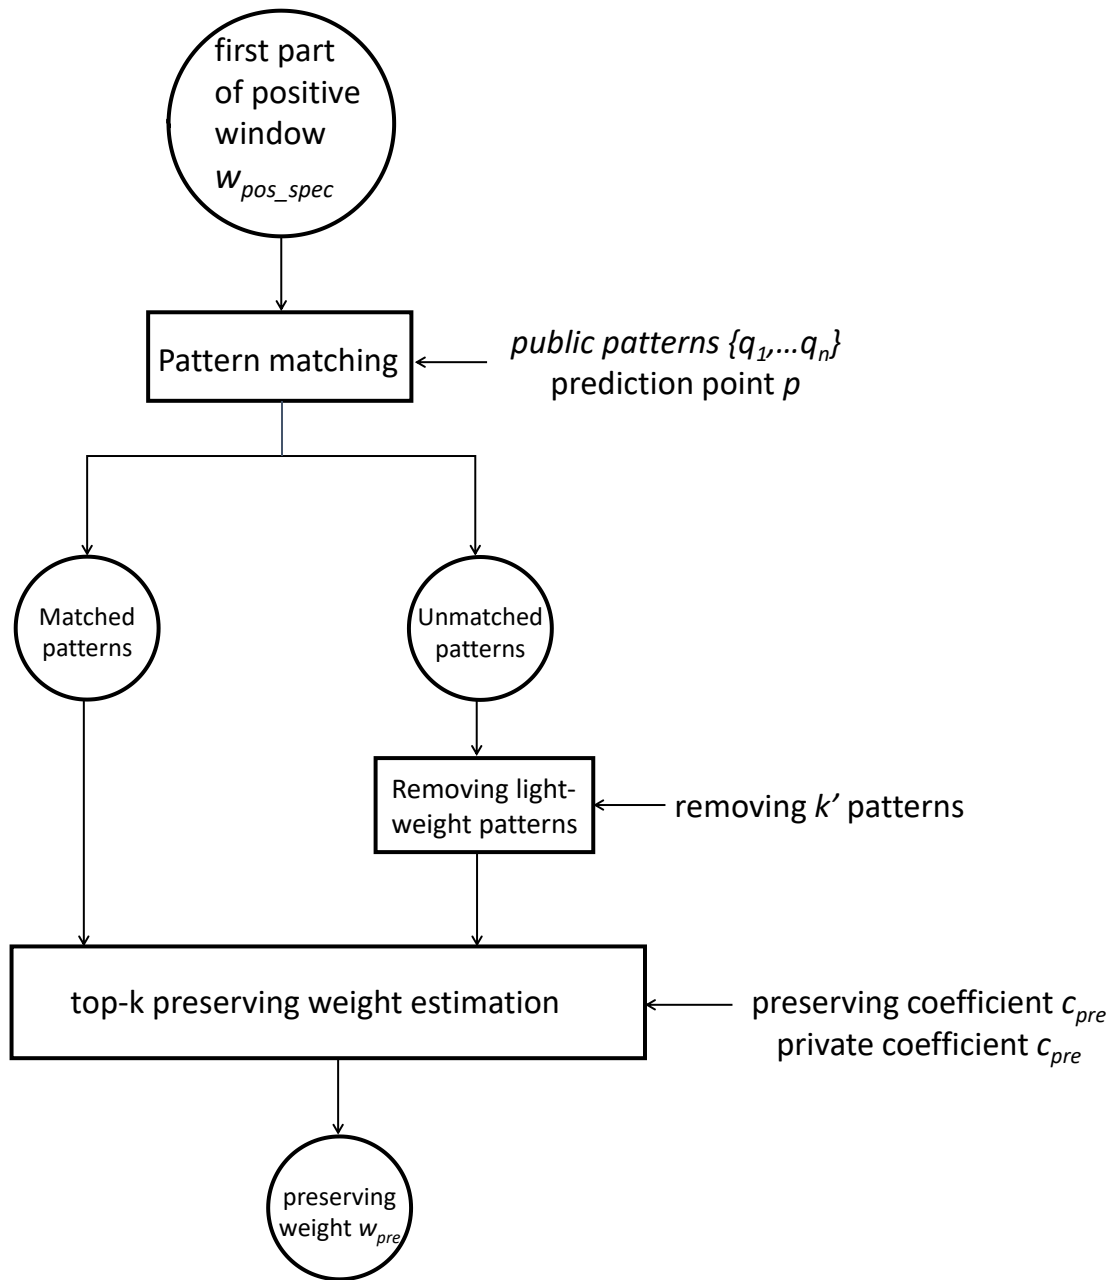 first part
of positive
window
w_pos_spec
Pattern matching
public patterns {q_1,...q_n}
prediction point p
Matched
patterns
Unmatched
patterns
Removing light-
weight patterns
removing k’ patterns
top-k preserving weight estimation
preserving coefficient c_pre
private coefficient c_pre
preserving
weight w_pre